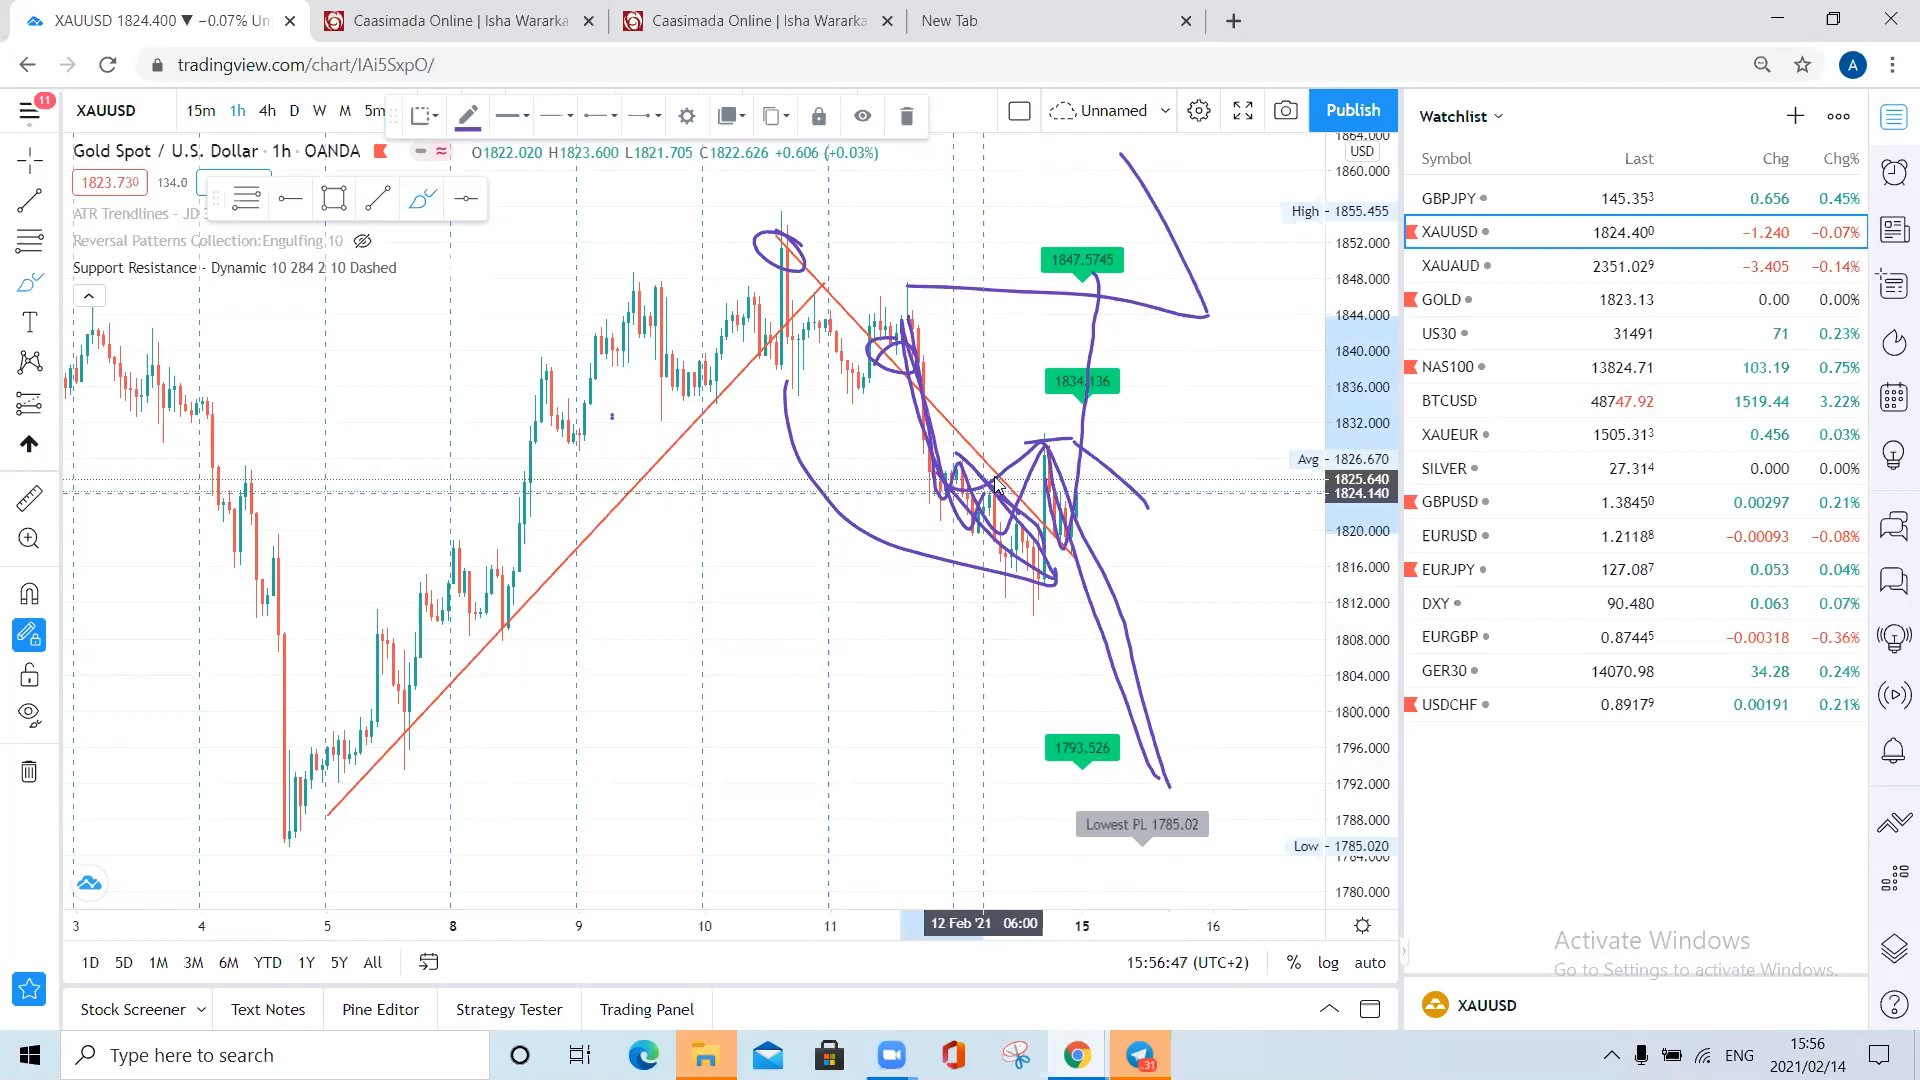 XAUUSD 1824.400 ▼ −0.07% Un
Caasimada Online | Isha Wararka
Caasimada Online | Isha Wararka
New Tab
tradingview.com/chart/IAi5SxpO/
A
11
XAUUSD
15m 1h 4h D W M 5m
Unnamed
Publish
Gold Spot / U.S. Dollar · 1h · OANDA
O1822.020 H1823.600 L1821.705 C1822.626 +0.606 (+0.03%)
1823.730 134.0
ATR Trendlines - JD
Reversal Patterns Collection:Engulfing 10
Support Resistance - Dynamic 10 284 2 10 Dashed
1847.5745
1834.136
1793.526
Lowest PL 1785.02
1864.000
USD
1860.000
High 1855.455
1852.000
1848.000
1844.000
1840.000
1836.000
1832.000
Avg 1826.670
1825.640
1824.140
1820.000
1816.000
1812.000
1808.000
1804.000
1800.000
1796.000
1792.000
1788.000
Low 1785.020
1784.000
1780.000
3 4 5 8 9 10 11 12 Feb '21 06:00 15 16
1D 5D 1M 3M 6M YTD 1Y 5Y All
15:56:47 (UTC+2) % log auto
Stock Screener Text Notes Pine Editor Strategy Tester Trading Panel
Watchlist
Symbol Last Chg Chg%
GBPJPY 145.353 0.656 0.45%
XAUUSD 1824.400 −1.240 −0.07%
XAUAUD 2351.029 −3.405 −0.14%
GOLD 1823.13 0.00 0.00%
US30 31491 71 0.23%
NAS100 13824.71 103.19 0.75%
BTCUSD 48747.92 1519.44 3.22%
XAUEUR 1505.313 0.456 0.03%
SILVER 27.314 0.000 0.00%
GBPUSD 1.38450 0.00297 0.21%
EURUSD 1.21188 −0.00093 −0.08%
EURJPY 127.087 0.053 0.04%
DXY 90.480 0.063 0.07%
EURGBP 0.87445 −0.00318 −0.36%
GER30 14070.98 34.28 0.24%
USDCHF 0.89179 0.00191 0.21%
Activate Windows
Go to Settings to activate Windows.
XAUUSD
Type here to search
31
ENG
15:56
2021/02/14